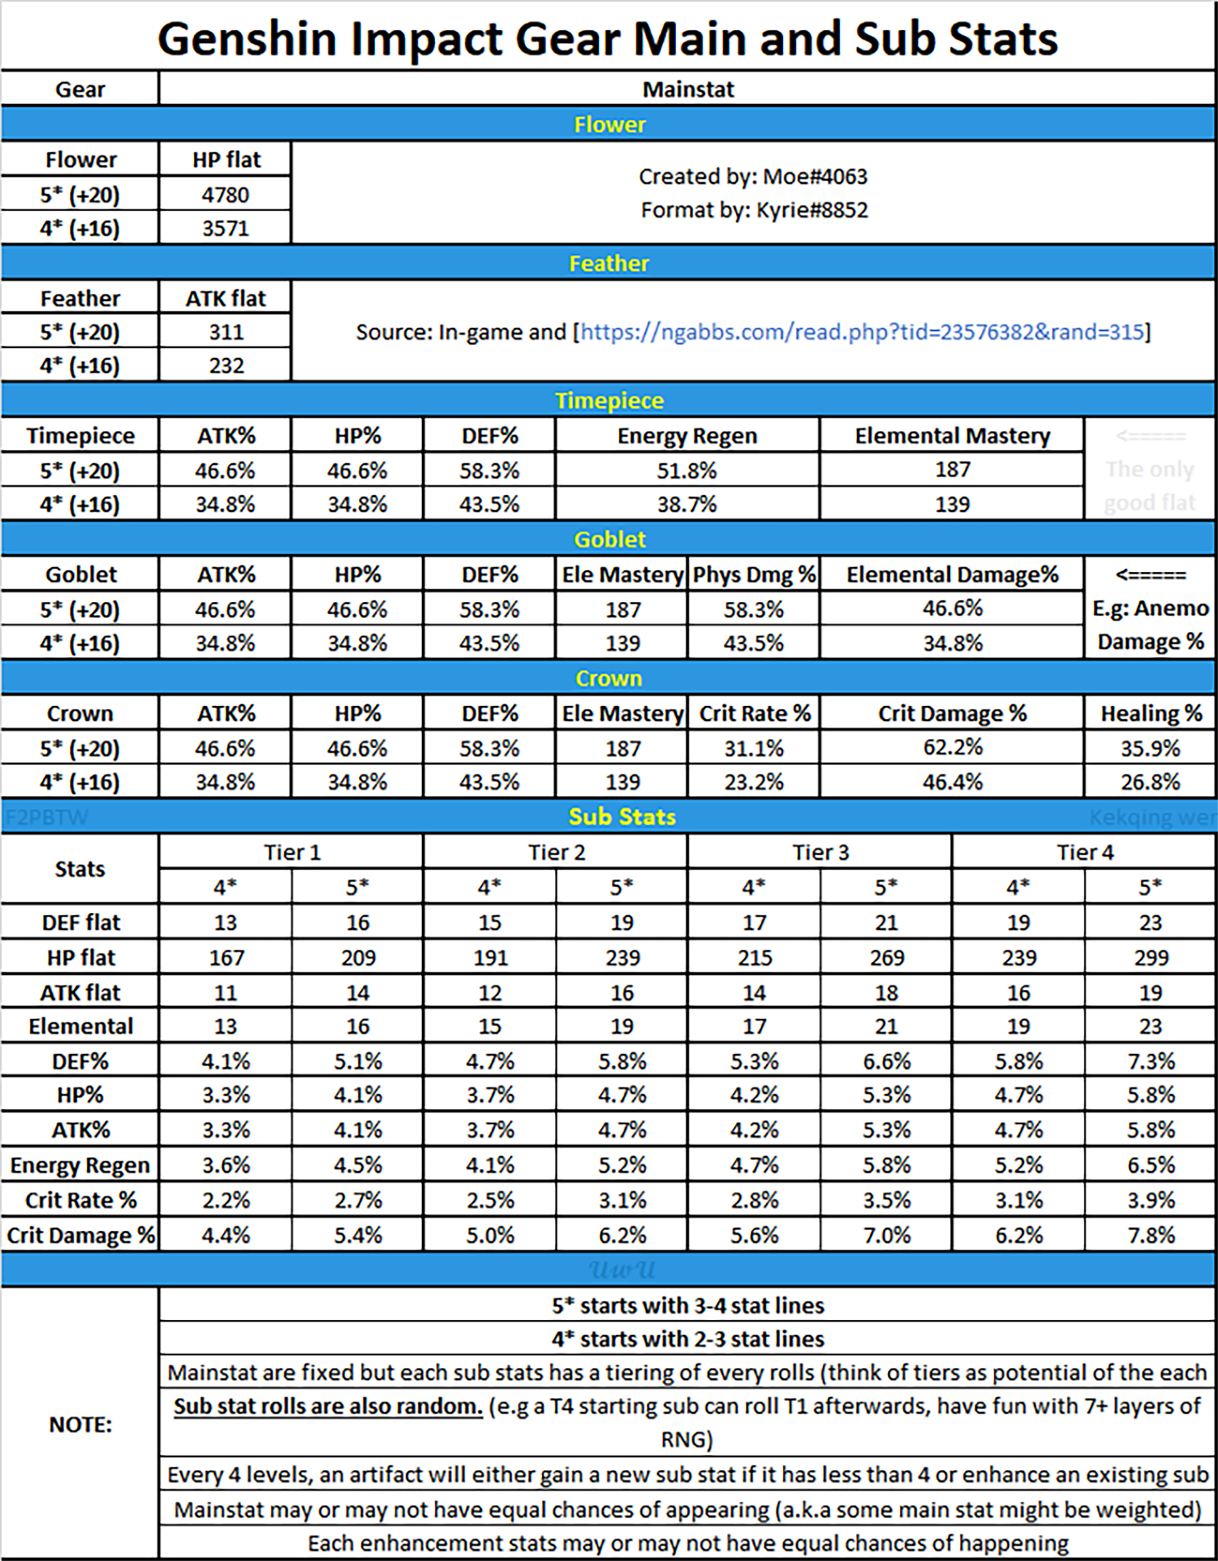 Genshin Impact Gear Main and Sub Stats
Gear Mainstat
Flower
Flower HP flat
5* (+20) 4780
4* (+16) 3571
Created by: Moe#4063
Format by: Kyrie#8852
Feather
Feather ATK flat
5* (+20) 311
4* (+16) 232
Source: In-game and [https://ngabbs.com/read.php?tid=23576382&rand=315]
Timepiece
Timepiece ATK% HP% DEF% Energy Regen Elemental Mastery <=====
5* (+20) 46.6% 46.6% 58.3% 51.8% 187 The only
4* (+16) 34.8% 34.8% 43.5% 38.7% 139 good flat
Goblet
Goblet ATK% HP% DEF% Ele Mastery Phys Dmg % Elemental Damage% <=====
5* (+20) 46.6% 46.6% 58.3% 187 58.3% 46.6% E.g: Anemo
4* (+16) 34.8% 34.8% 43.5% 139 43.5% 34.8% Damage %
Crown
Crown ATK% HP% DEF% Ele Mastery Crit Rate % Crit Damage % Healing %
5* (+20) 46.6% 46.6% 58.3% 187 31.1% 62.2% 35.9%
4* (+16) 34.8% 34.8% 43.5% 139 23.2% 46.4% 26.8%
F2PBTW Sub Stats Kekqing wer
Stats Tier 1 Tier 2 Tier 3 Tier 4
4* 5* 4* 5* 4* 5* 4* 5*
DEF flat 13 16 15 19 17 21 19 23
HP flat 167 209 191 239 215 269 239 299
ATK flat 11 14 12 16 14 18 16 19
Elemental 13 16 15 19 17 21 19 23
DEF% 4.1% 5.1% 4.7% 5.8% 5.3% 6.6% 5.8% 7.3%
HP% 3.3% 4.1% 3.7% 4.7% 4.2% 5.3% 4.7% 5.8%
ATK% 3.3% 4.1% 3.7% 4.7% 4.2% 5.3% 4.7% 5.8%
Energy Regen 3.6% 4.5% 4.1% 5.2% 4.7% 5.8% 5.2% 6.5%
Crit Rate % 2.2% 2.7% 2.5% 3.1% 2.8% 3.5% 3.1% 3.9%
Crit Damage % 4.4% 5.4% 5.0% 6.2% 5.6% 7.0% 6.2% 7.8%
UwU
NOTE:
5* starts with 3-4 stat lines
4* starts with 2-3 stat lines
Mainstat are fixed but each sub stats has a tiering of every rolls (think of tiers as potential of the each
Sub stat rolls are also random. (e.g a T4 starting sub can roll T1 afterwards, have fun with 7+ layers of
RNG)
Every 4 levels, an artifact will either gain a new sub stat if it has less than 4 or enhance an existing sub
Mainstat may or may not have equal chances of appearing (a.k.a some main stat might be weighted)
Each enhancement stats may or may not have equal chances of happening